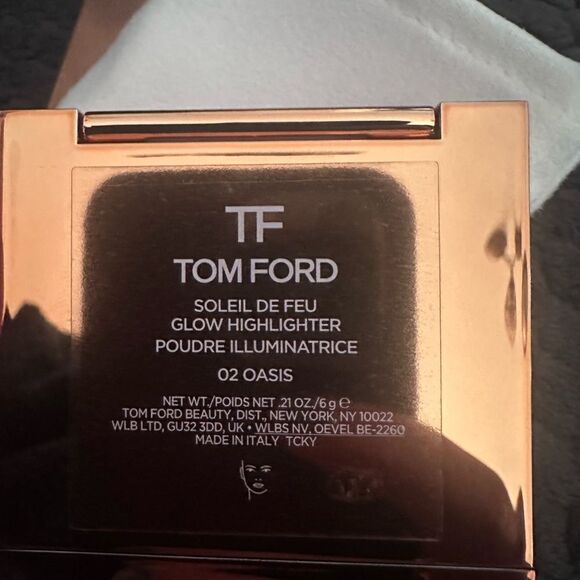 TF
TOM FORD
SOLEIL DE FEU
GLOW HIGHLIGHTER
POUDRE ILLUMINATRICE
02 OASIS
NET WT./POIDS NET .21 OZ./6 g ℮
TOM FORD BEAUTY, DIST., NEW YORK, NY 10022
WLB LTD, GU32 3DD, UK • WLBS NV, OEVEL BE-2260
MADE IN ITALY TCKY